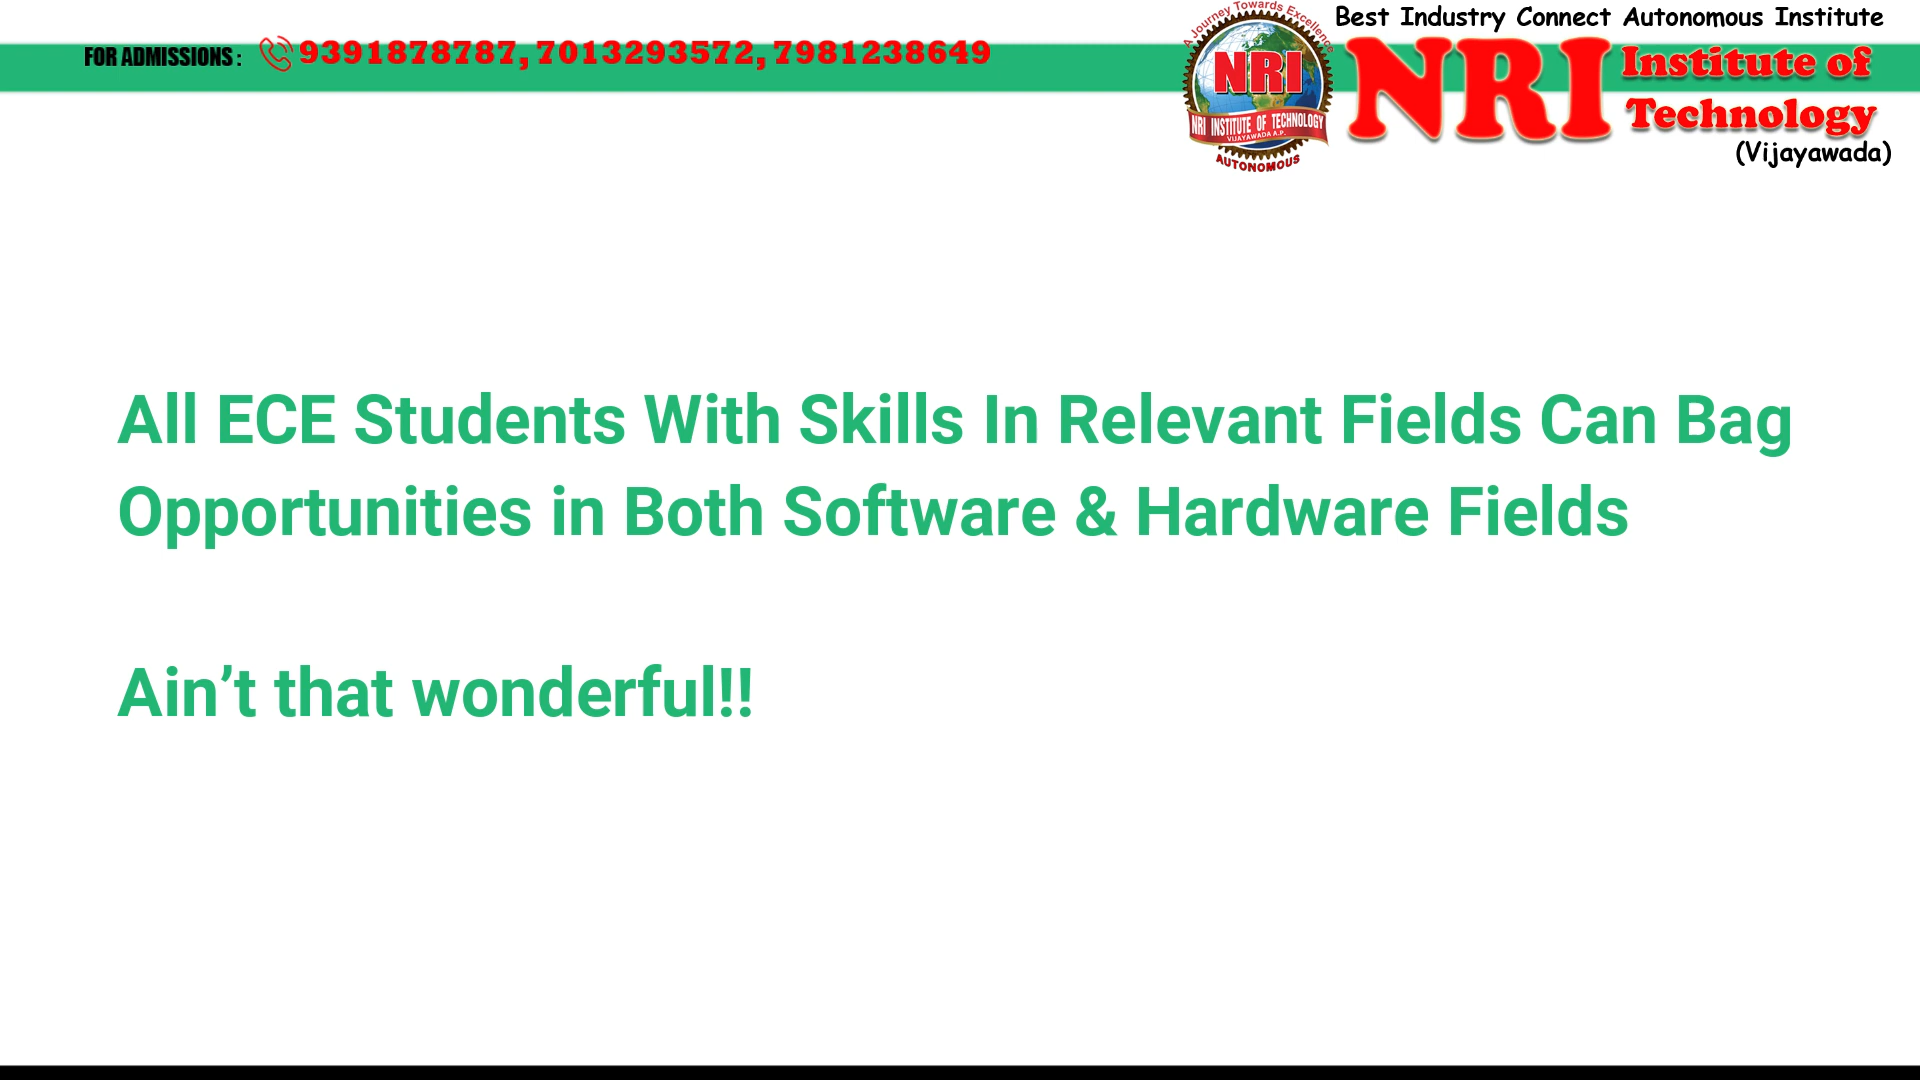 FOR ADMISSIONS : 9391878787, 7013293572, 7981238649
A Journey Towards Excellence
NRI
NRI INSTITUTE OF TECHNOLOGY
VIJAYAWADA A.P.
AUTONOMOUS
Best Industry Connect Autonomous Institute
NRI Institute of
Technology
(Vijayawada)
All ECE Students With Skills In Relevant Fields Can Bag
Opportunities in Both Software & Hardware Fields
Ain’t that wonderful!!